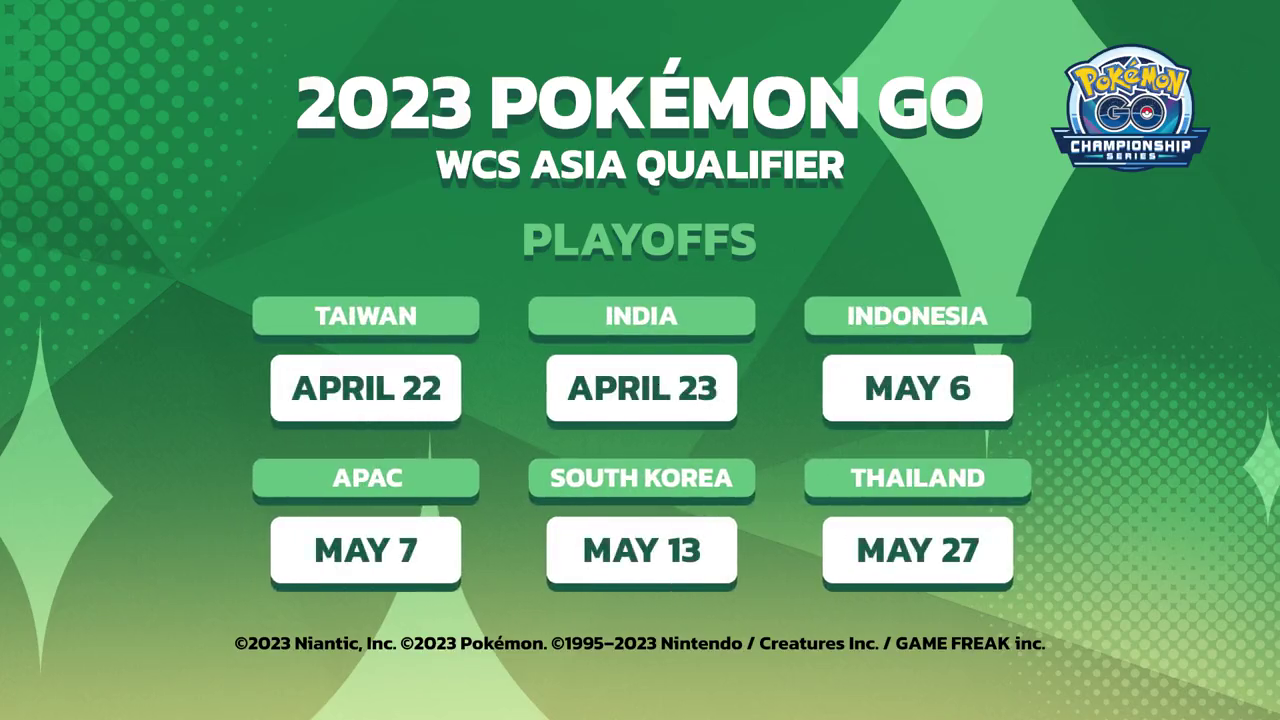 2023 POKÉMON GO
WCS ASIA QUALIFIER
POKÉMON
GO
CHAMPIONSHIP
SERIES
PLAYOFFS
TAIWAN
APRIL 22
INDIA
APRIL 23
INDONESIA
MAY 6
APAC
MAY 7
SOUTH KOREA
MAY 13
THAILAND
MAY 27
©2023 Niantic, Inc. ©2023 Pokémon. ©1995–2023 Nintendo / Creatures Inc. / GAME FREAK inc.